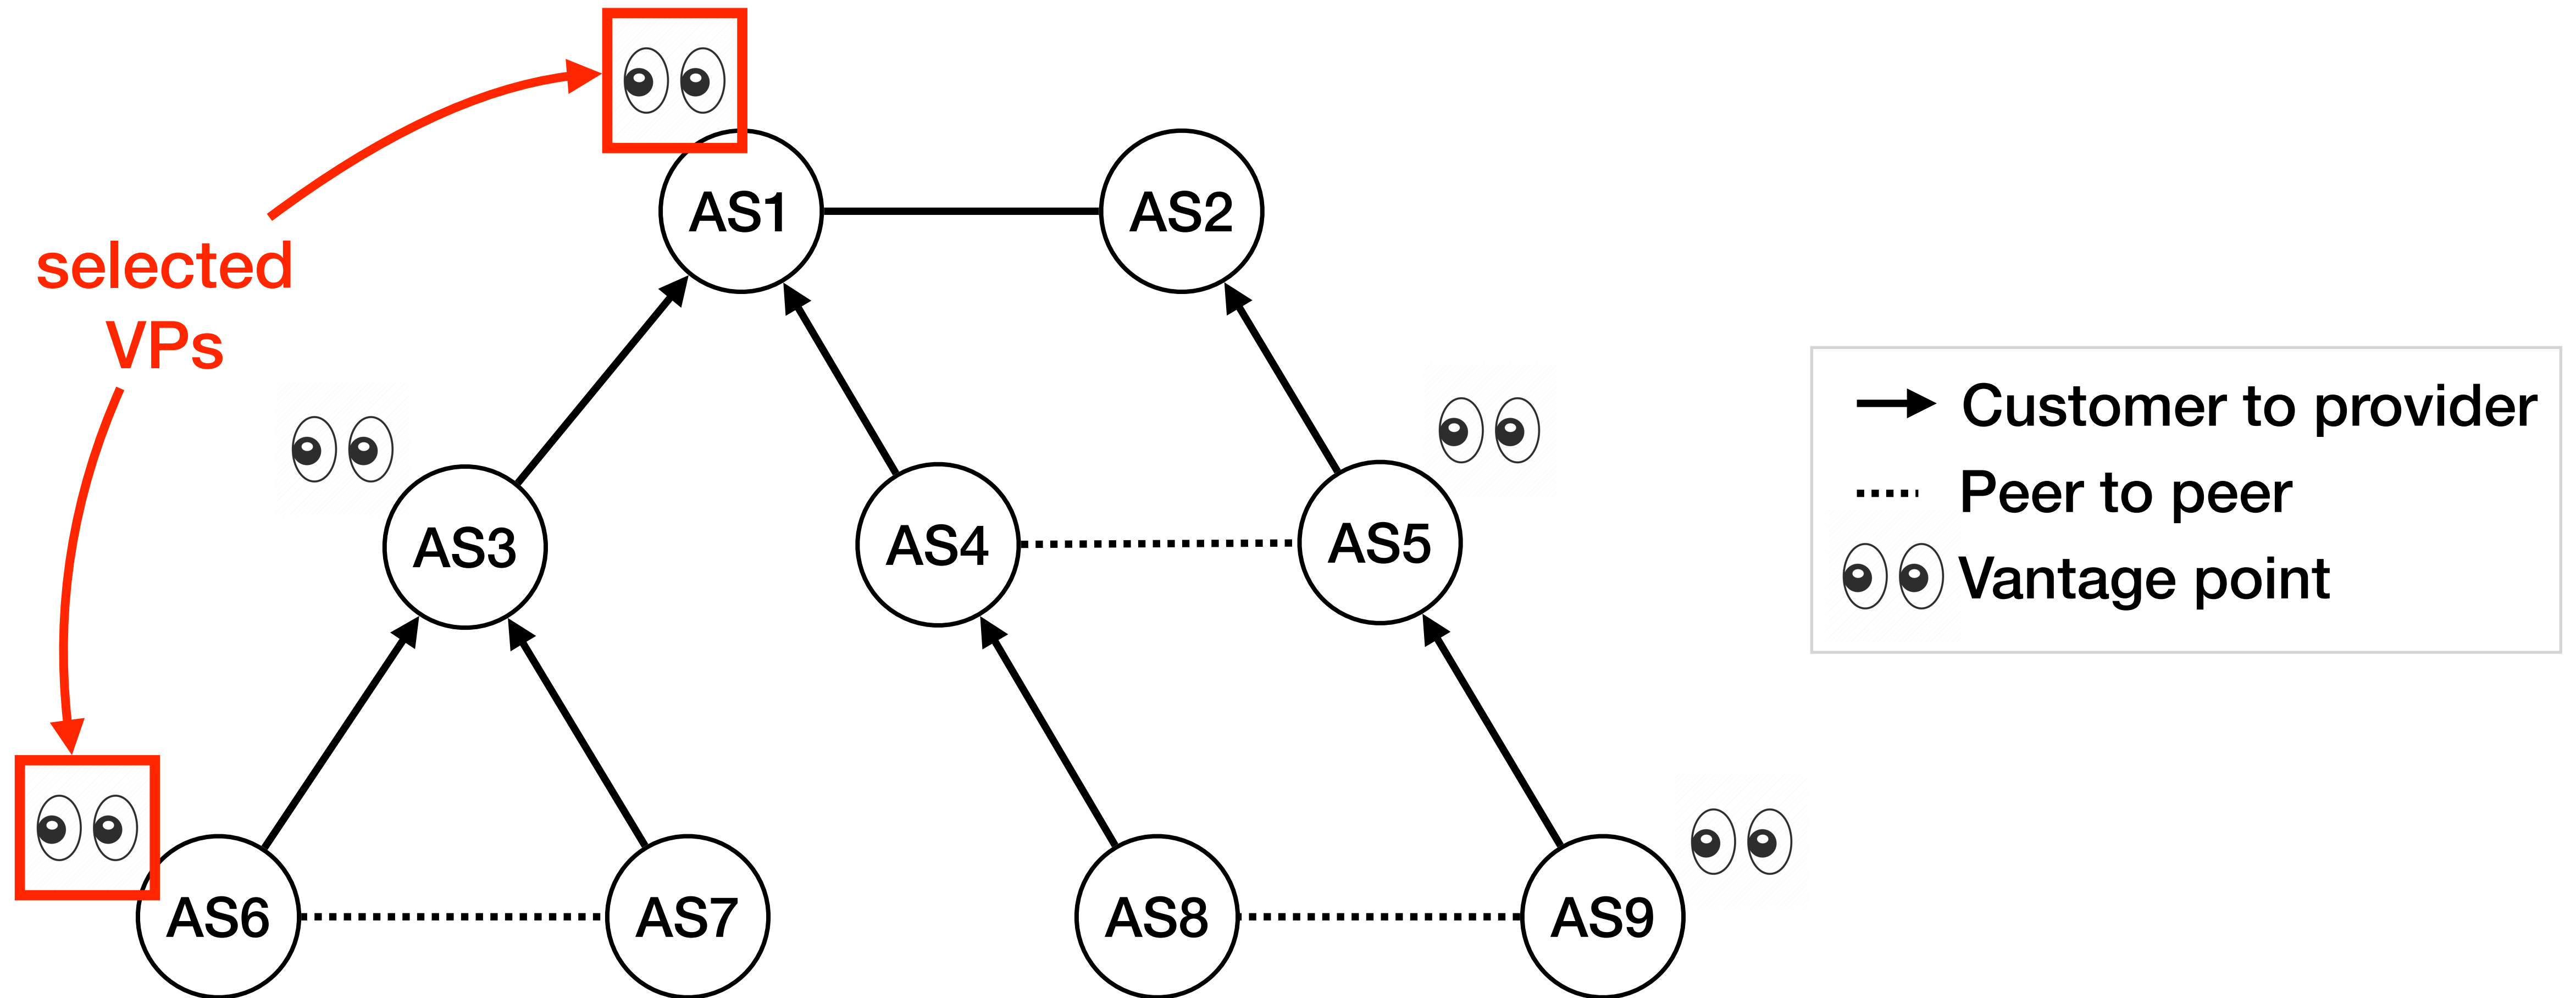 selected
VPs
AS1
AS2
AS3
AS4
AS5
AS6
AS7
AS8
AS9
Customer to provider
Peer to peer
Vantage point